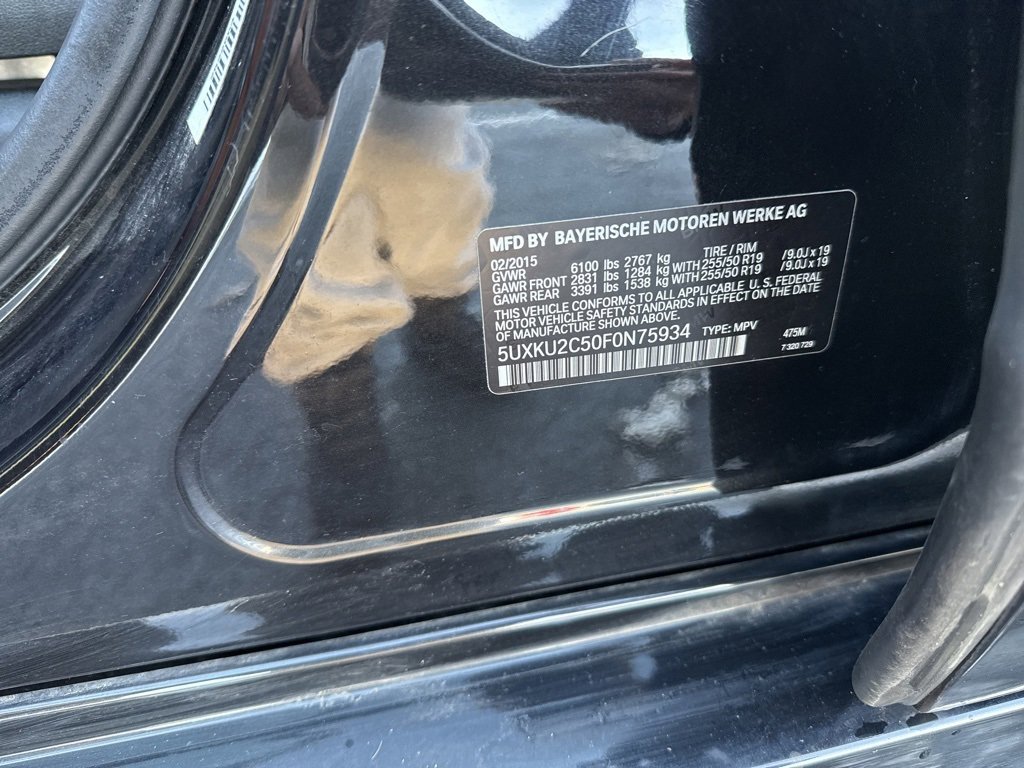 MFD BY BAYERISCHE MOTOREN WERKE AG
02/2015 TIRE / RIM
GVWR 6100 lbs 2767 kg
GAWR FRONT 2831 lbs 1284 kg WITH 255/50 R19 /9.0J x 19
GAWR REAR 3391 lbs 1538 kg WITH 255/50 R19 /9.0J x 19
THIS VEHICLE CONFORMS TO ALL APPLICABLE U. S. FEDERAL
MOTOR VEHICLE SAFETY STANDARDS IN EFFECT ON THE DATE
OF MANUFACTURE SHOWN ABOVE.
5UXKU2C50F0N75934 TYPE: MPV 475M
7 320 729